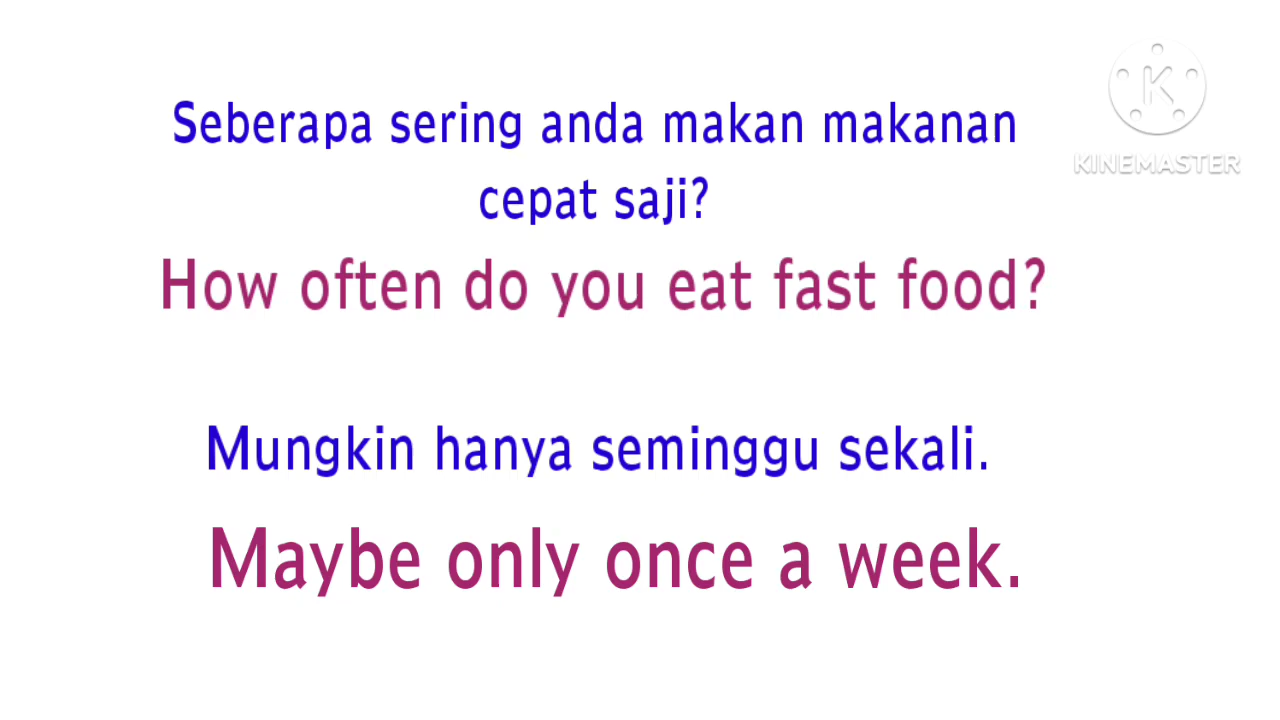 Seberapa sering anda makan makanan
cepat saji?
How often do you eat fast food?
Mungkin hanya seminggu sekali.
Maybe only once a week.
K
KINEMASTER